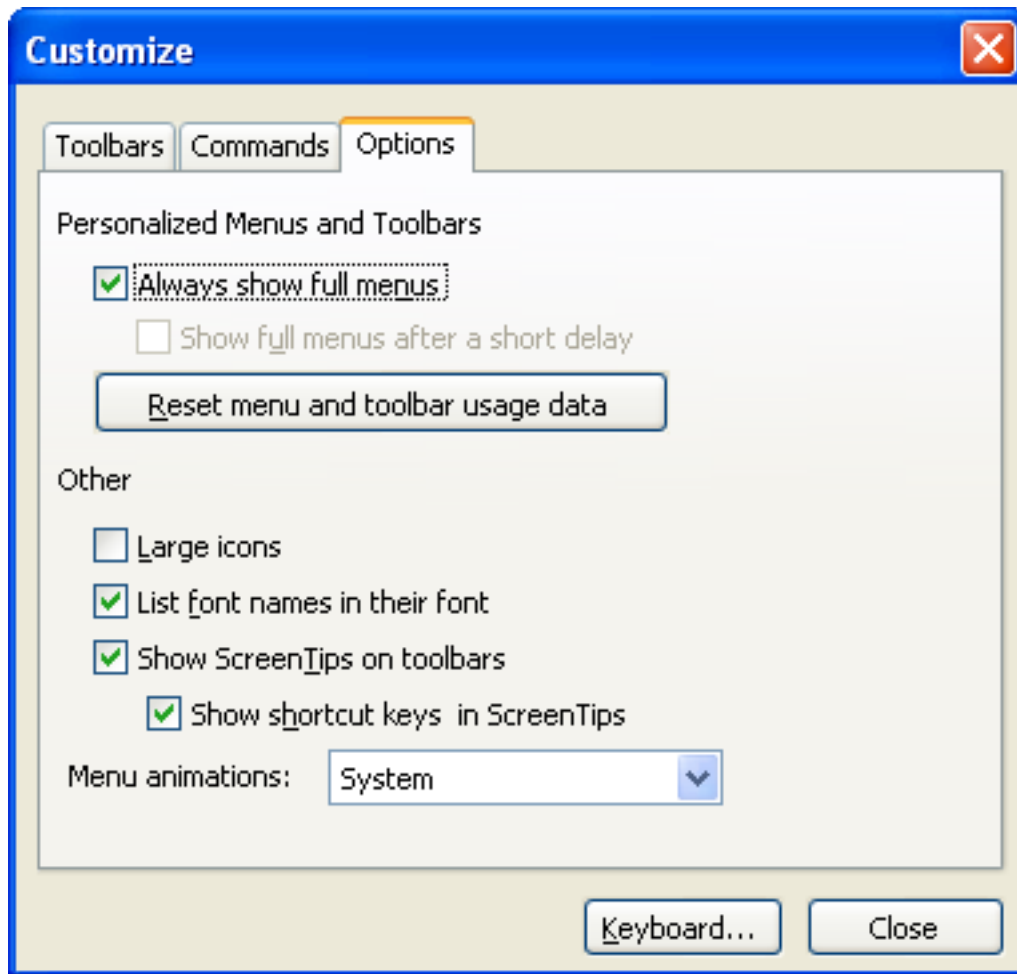 Customize
Toolbars Commands Options
Personalized Menus and Toolbars
Always show full menus
Show full menus after a short delay
Reset menu and toolbar usage data
Other
Large icons
List font names in their font
Show ScreenTips on toolbars
Show shortcut keys  in ScreenTips
Menu animations: System
Keyboard... Close